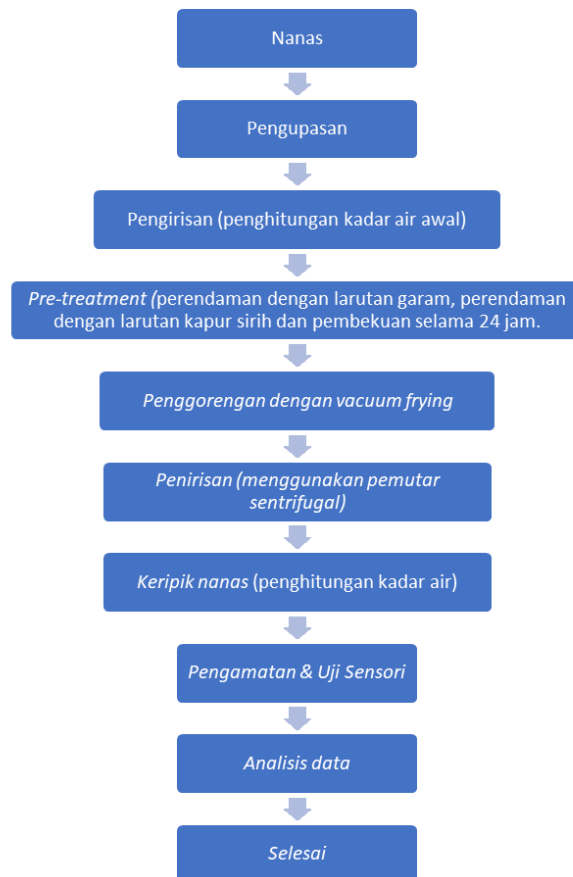 Nanas
Pengupasan
Pengirisan (penghitungan kadar air awal)
Pre-treatment (perendaman dengan larutan garam, perendaman
dengan larutan kapur sirih dan pembekuan selama 24 jam.
Penggorengan dengan vacuum frying
Penirisan (menggunakan pemutar
sentrifugal)
Keripik nanas (penghitungan kadar air)
Pengamatan & Uji Sensori
Analisis data
Selesai